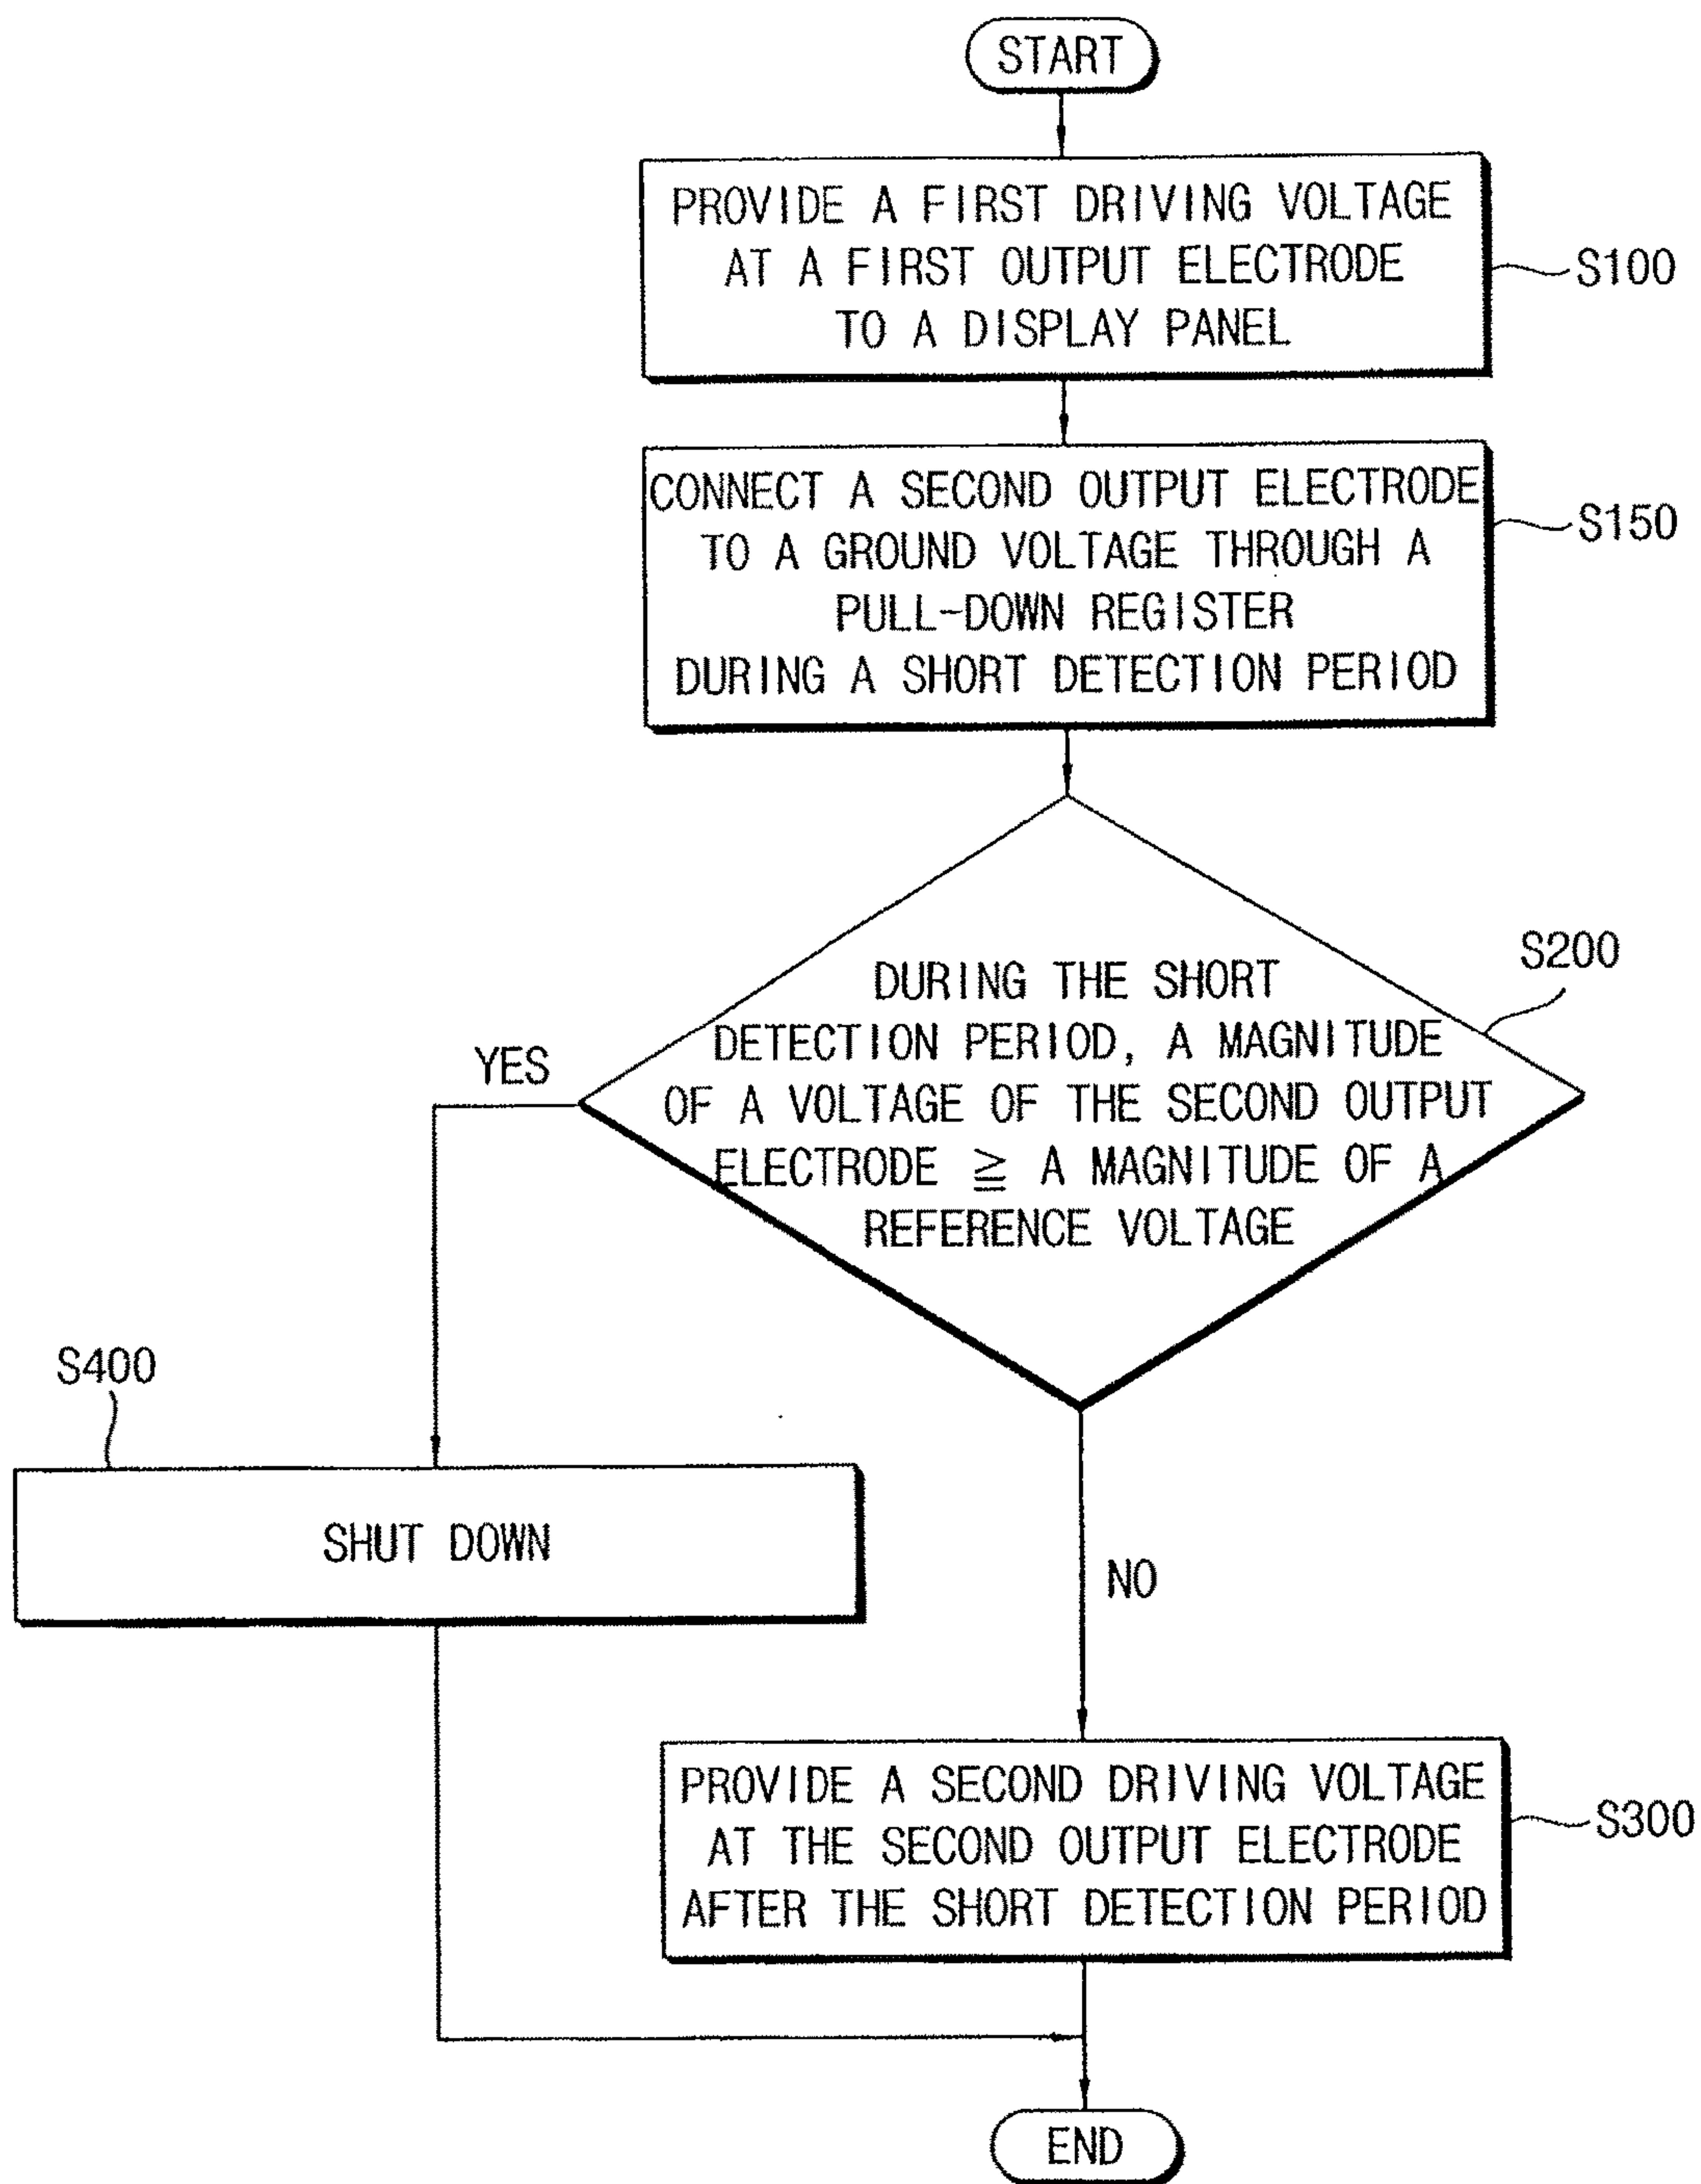 START
PROVIDE A FIRST DRIVING VOLTAGE
AT A FIRST OUTPUT ELECTRODE
TO A DISPLAY PANEL
S100
CONNECT A SECOND OUTPUT ELECTRODE
TO A GROUND VOLTAGE THROUGH A
PULL-DOWN REGISTER
DURING A SHORT DETECTION PERIOD
S150
DURING THE SHORT
DETECTION PERIOD, A MAGNITUDE
OF A VOLTAGE OF THE SECOND OUTPUT
ELECTRODE ≧ A MAGNITUDE OF A
REFERENCE VOLTAGE
S200
YES
S400
SHUT DOWN
NO
PROVIDE A SECOND DRIVING VOLTAGE
AT THE SECOND OUTPUT ELECTRODE
AFTER THE SHORT DETECTION PERIOD
S300
END